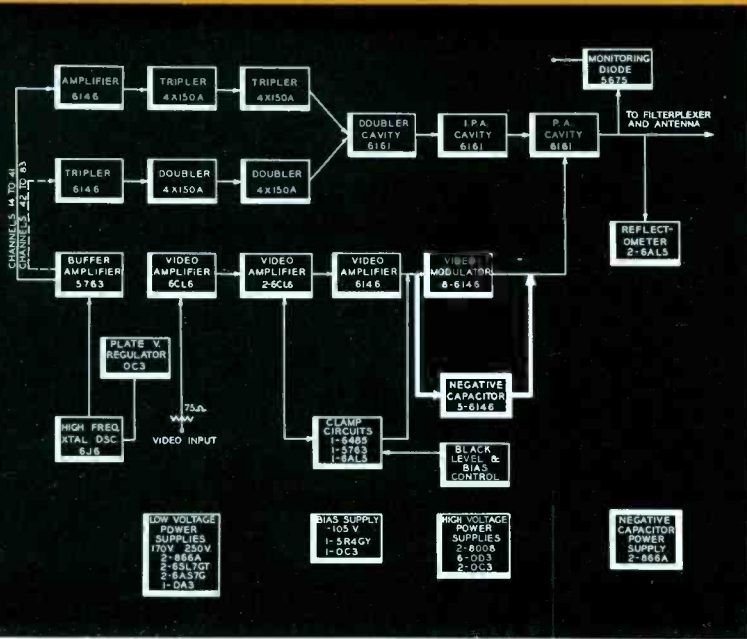 MONITORING
DIODE
5675
AMPLIFIER
6146
TRIPLER
4X150A
TRIPLER
4X150A
DOUBLER
CAVITY
6161
I.P.A.
CAVITY
6161
P.A.
CAVITY
6161
TO FILTERPLEXER
AND ANTENNA
TRIPLER
6146
DOUBLER
4X150A
DOUBLER
4X150A
CHANNELS 14 TO 41
CHANNELS 42 TO 83
REFLECT-
OMETER
2-6AL5
BUFFER
AMPLIFIER
5763
VIDEO
AMPLIFIER
6CL6
VIDEO
AMPLIFIER
2-6CL6
VIDEO
AMPLIFIER
6146
VIDEO
MODULATOR
8-6146
PLATE V.
REGULATOR
OC3
NEGATIVE
CAPACITOR
5-6146
HIGH FREQ.
XTAL OSC.
6J6
75Ω
VIDEO INPUT
CLAMP
CIRCUITS
1-6485
1-5763
1-6AL5
BLACK
LEVEL &
BIAS
CONTROL
LOW VOLTAGE
POWER
SUPPLIES
170V. 250V.
2-866A
2-6SL7GT
2-6AS7G
1-OA3
BIAS SUPPLY
-105 V.
1-5R4GY
1-OC3
HIGH VOLTAGE
POWER
SUPPLIES
2-8008
6-OD3
2-OC3
NEGATIVE
CAPACITOR
POWER
SUPPLY
2-866A